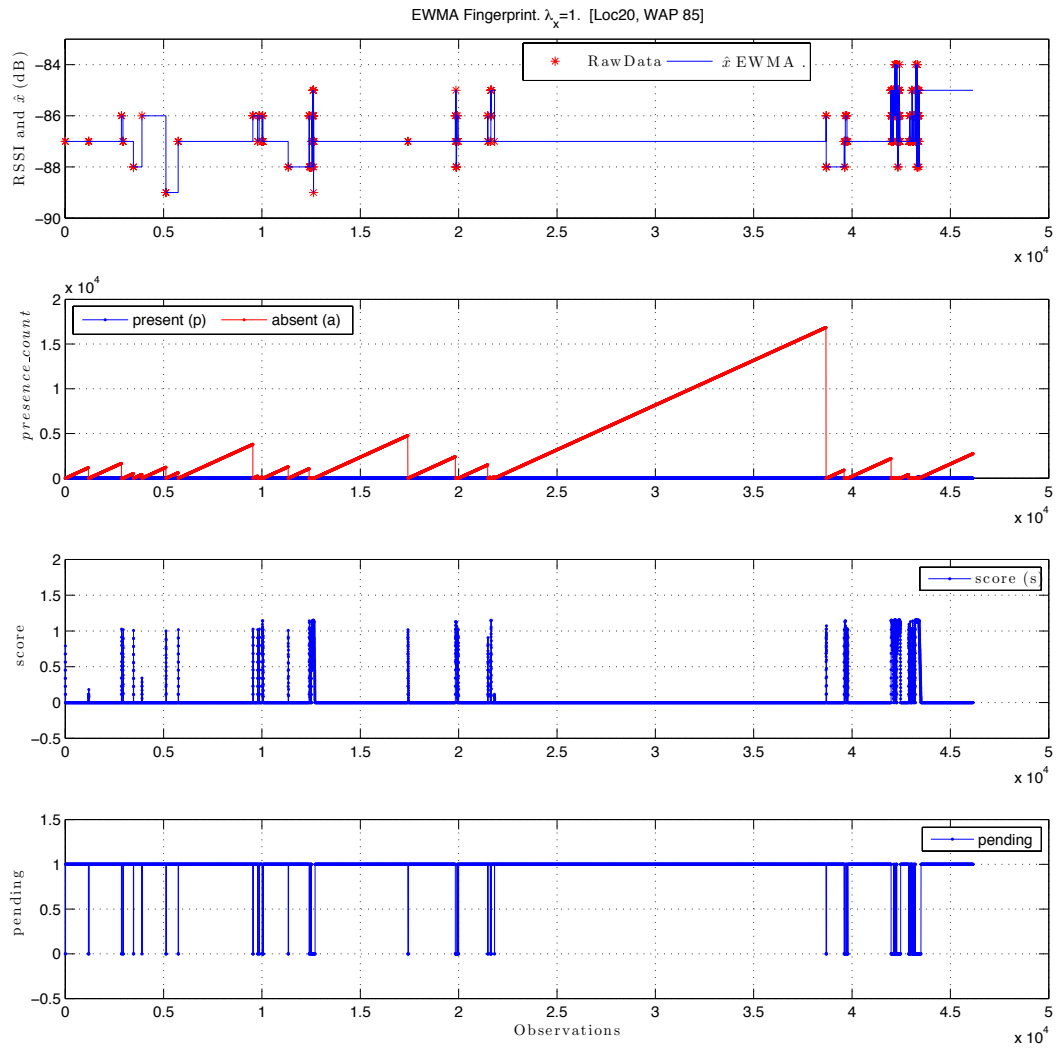 EWMA Fingerprint. λx=1. [Loc20, WAP 85]
RSSI and x̂ (dB)
−84
−86
−88
−90
RawData x̂ EWMA .
0 0.5 1 1.5 2 2.5 3 3.5 4 4.5 5
x 10^4
x 10^4
presence_count
2
1.5
1
0.5
0
present (p) absent (a)
0 0.5 1 1.5 2 2.5 3 3.5 4 4.5 5
x 10^4
score
2
1.5
1
0.5
0
−0.5
score (s)
0 0.5 1 1.5 2 2.5 3 3.5 4 4.5 5
x 10^4
pending
1.5
1
0.5
0
−0.5
pending
0 0.5 1 1.5 2 2.5 3 3.5 4 4.5 5
Observations
x 10^4